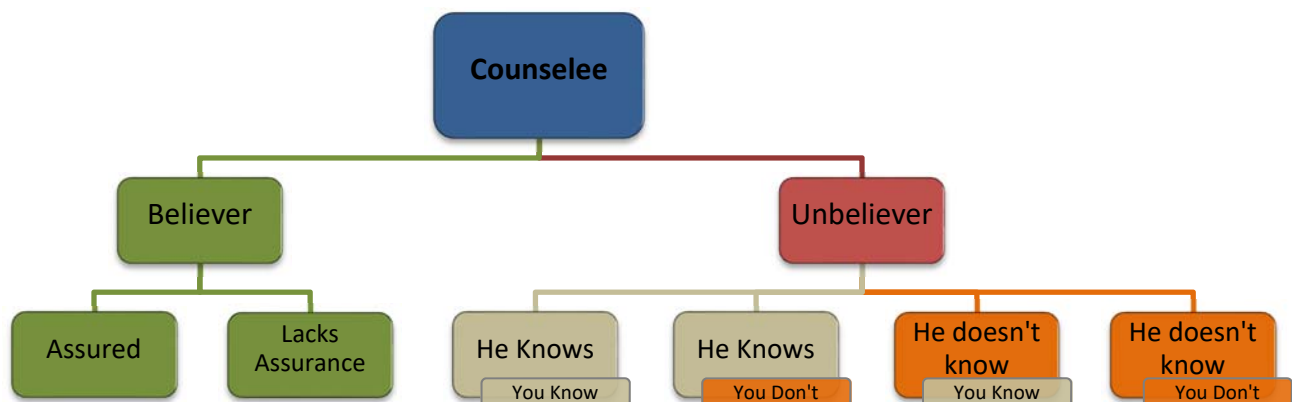 Counselee
Believer
Unbeliever
Assured
Lacks
Assurance
He Knows
You Know
He Knows
You Don't
He doesn't
know
You Know
He doesn't
know
You Don't